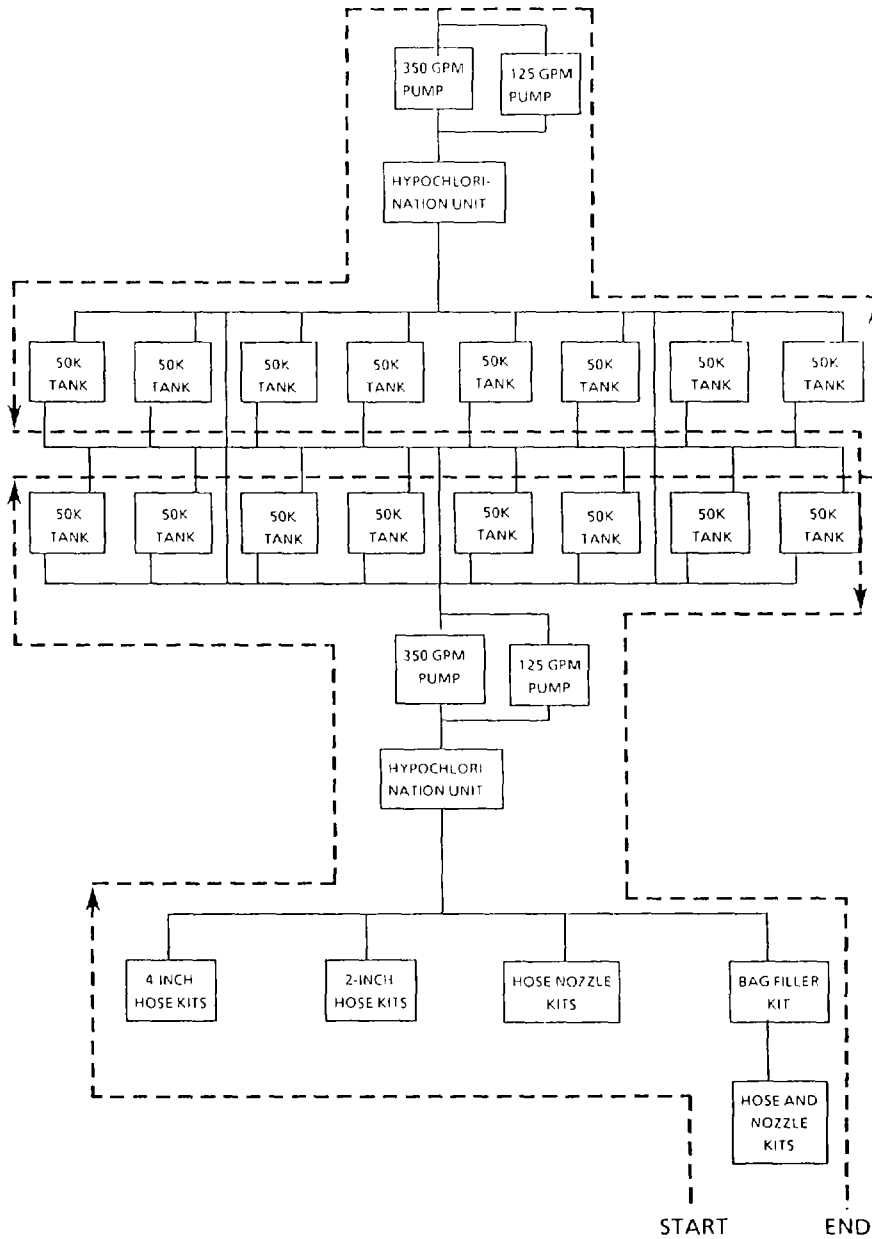 350 GPM
PUMP
125 GPM
PUMP
HYPOCHLORI-
NATION UNIT
50K
TANK
50K
TANK
50K
TANK
50K
TANK
50K
TANK
50K
TANK
50K
TANK
50K
TANK
50K
TANK
50K
TANK
50K
TANK
50K
TANK
50K
TANK
50K
TANK
50K
TANK
50K
TANK
350 GPM
PUMP
125 GPM
PUMP
HYPOCHLORI
NATION UNIT
4 INCH
HOSE KITS
2-INCH
HOSE KITS
HOSE NOZZLE
KITS
BAG FILLER
KIT
HOSE AND
NOZZLE
KITS
START
END